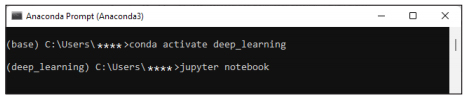 Anaconda Prompt (Anaconda3)
(base) C:\Users\****>conda activate deep_learning
(deep_learning) C:\Users\****>jupyter notebook